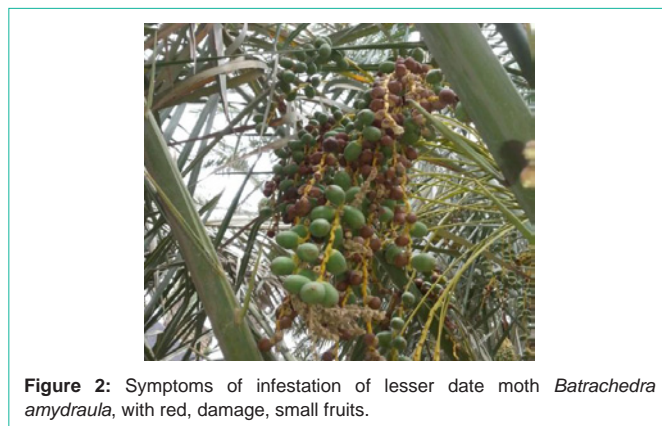 Figure 2: Symptoms of infestation of lesser date moth Batrachedra
amydraula, with red, damage, small fruits.